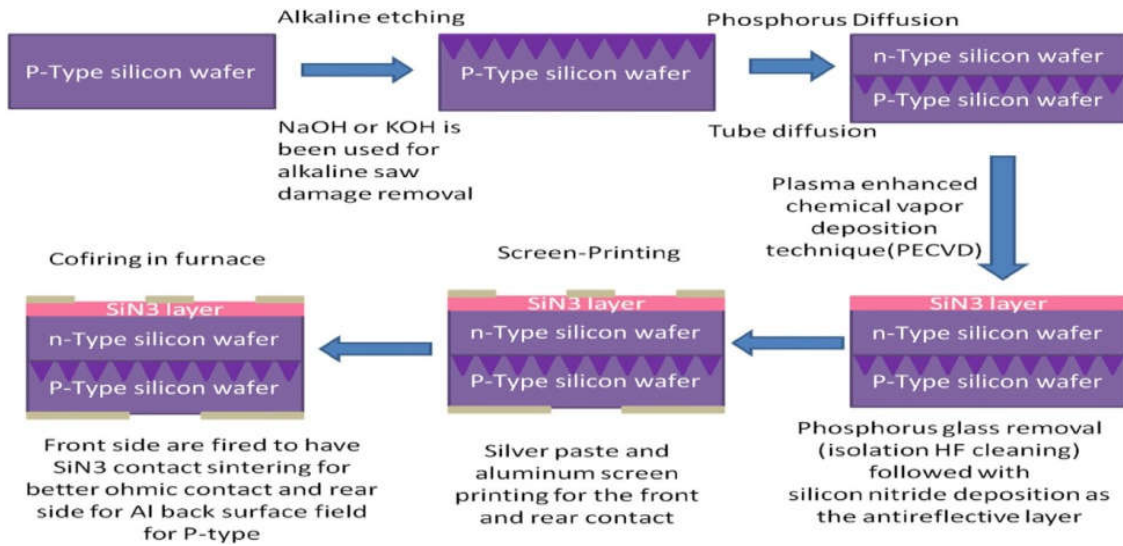 P-Type silicon wafer
Alkaline etching
NaOH or KOH is
been used for
alkaline saw
damage removal
P-Type silicon wafer
Phosphorus Diffusion
Tube diffusion
n-Type silicon wafer
P-Type silicon wafer
Plasma enhanced
chemical vapor
deposition
technique(PECVD)
SiN3 layer
n-Type silicon wafer
P-Type silicon wafer
Phosphorus glass removal
(isolation HF cleaning)
followed with
silicon nitride deposition as
the antireflective layer
Screen-Printing
SiN3 layer
n-Type silicon wafer
P-Type silicon wafer
Silver paste and
aluminum screen
printing for the front
and rear contact
Cofiring in furnace
SiN3 layer
n-Type silicon wafer
P-Type silicon wafer
Front side are fired to have
SiN3 contact sintering for
better ohmic contact and rear
side for Al back surface field
for P-type